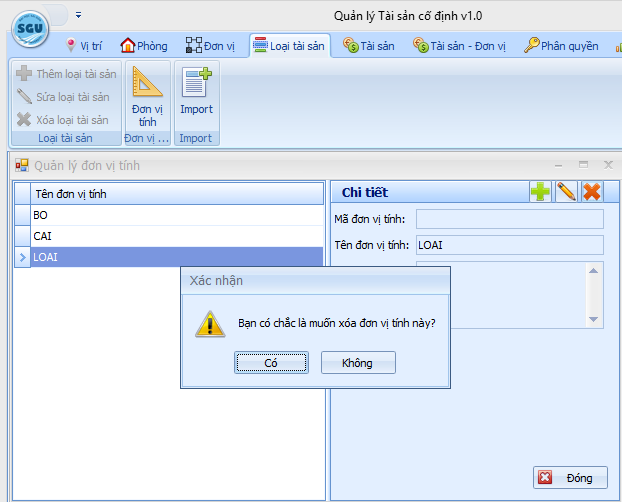 Quản lý Tài sản cố định v1.0
SGU
Vị trí Phòng Đơn vị Loại tài sản Tài sản Tài sản - Đơn vị Phân quyền
Thêm loại tài sản
Sửa loại tài sản
Xóa loại tài sản
Loại tài sản
Đơn vị
tính
Đơn vị ...
Import
Import
Quản lý đơn vị tính
Tên đơn vị tính
BO
CAI
LOAI
Chi tiết
Mã đơn vị tính:
Tên đơn vị tính: LOAI
Xác nhận
Bạn có chắc là muốn xóa đơn vị tính này?
Có Không
Đóng